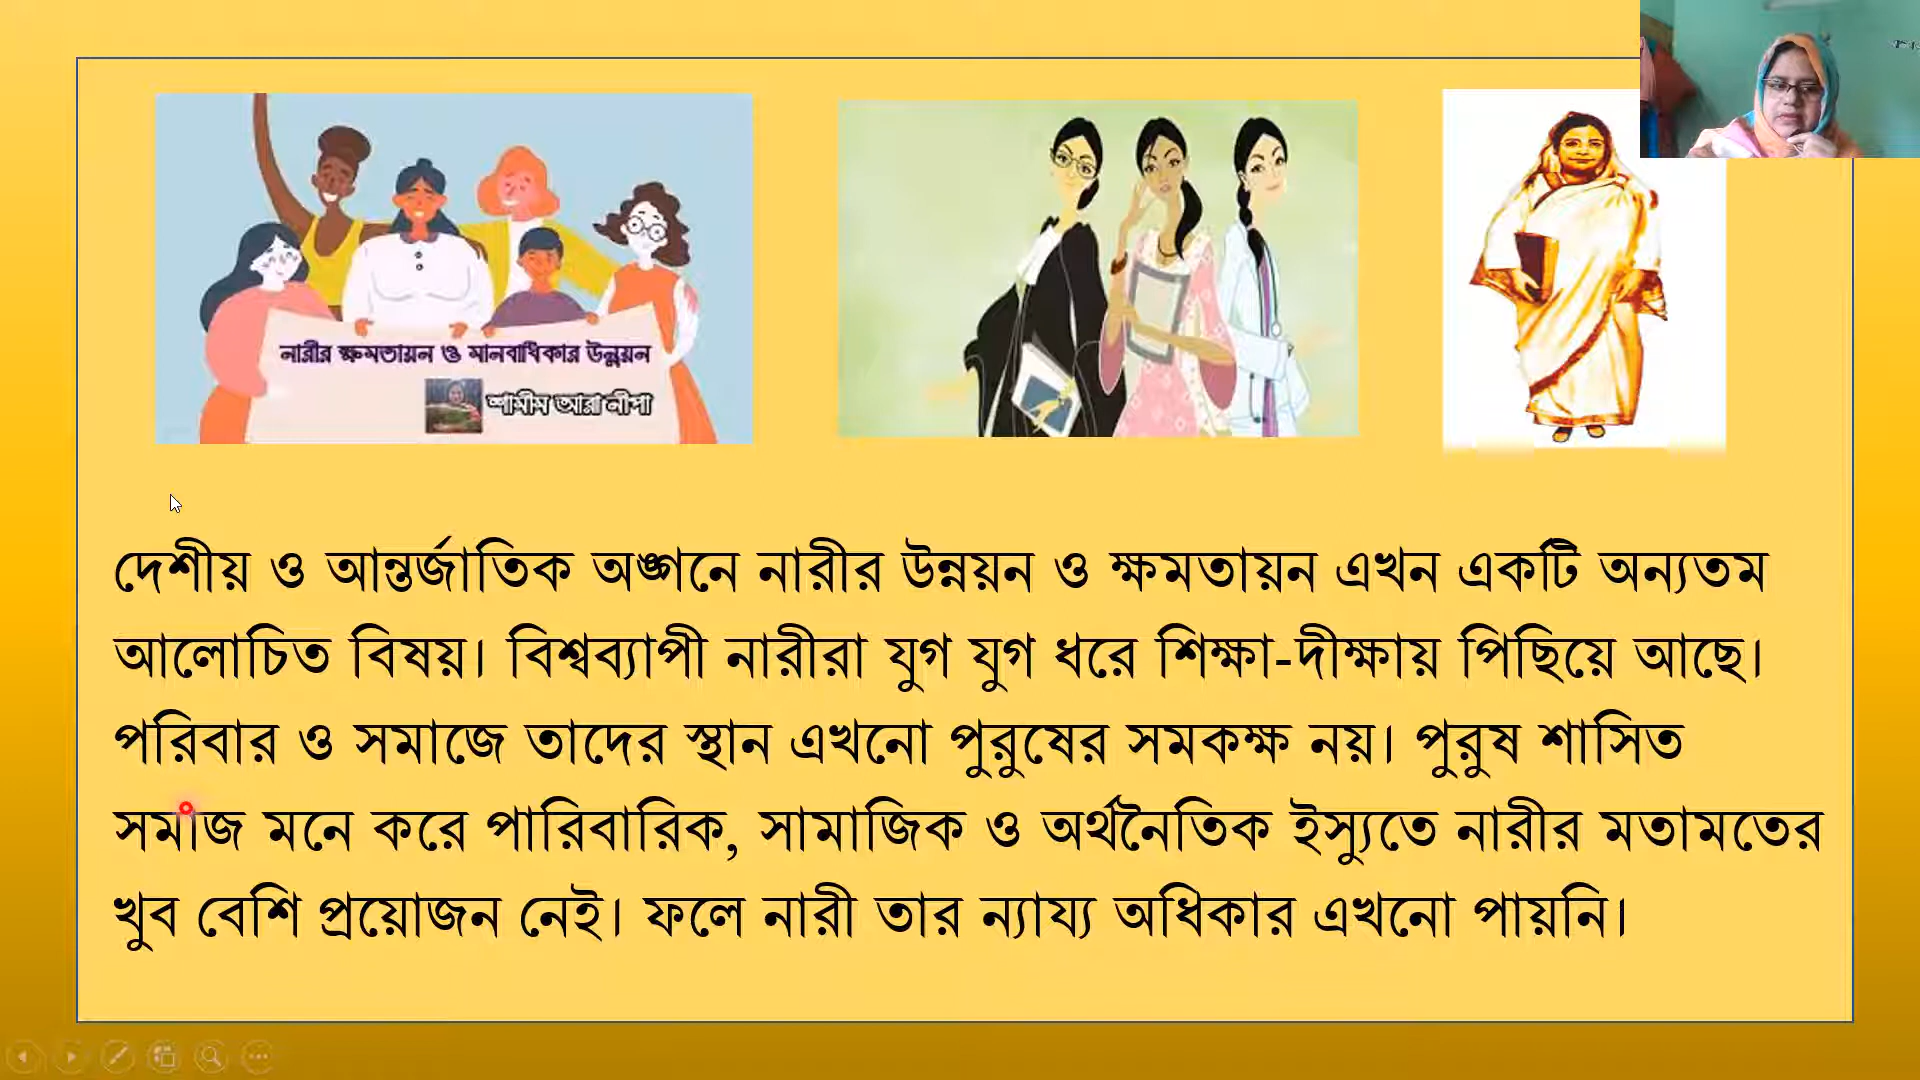 নারীর ক্ষমতায়ন ও মানবাধিকার উন্নয়ন
শামীম আরা নীপা
দেশীয় ও আন্তর্জাতিক অঙ্গনে নারীর উন্নয়ন ও ক্ষমতায়ন এখন একটি অন্যতম
আলোচিত বিষয়। বিশ্বব্যাপী নারীরা যুগ যুগ ধরে শিক্ষা-দীক্ষায় পিছিয়ে আছে।
পরিবার ও সমাজে তাদের স্থান এখনো পুরুষের সমকক্ষ নয়। পুরুষ শাসিত
সমাজ মনে করে পারিবারিক, সামাজিক ও অর্থনৈতিক ইস্যুতে নারীর মতামতের
খুব বেশি প্রয়োজন নেই। ফলে নারী তার ন্যায্য অধিকার এখনো পায়নি।